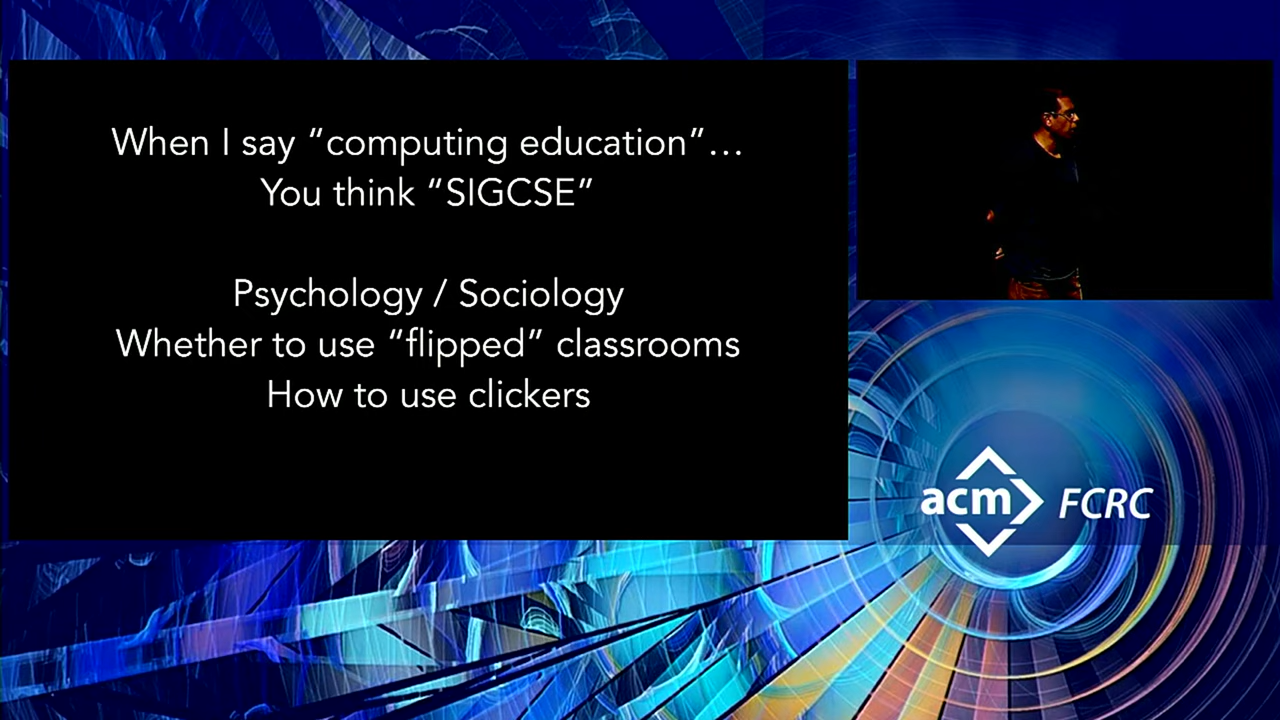 When I say “computing education”…
You think “SIGCSE”
Psychology / Sociology
Whether to use “flipped” classrooms
How to use clickers
acm FCRC